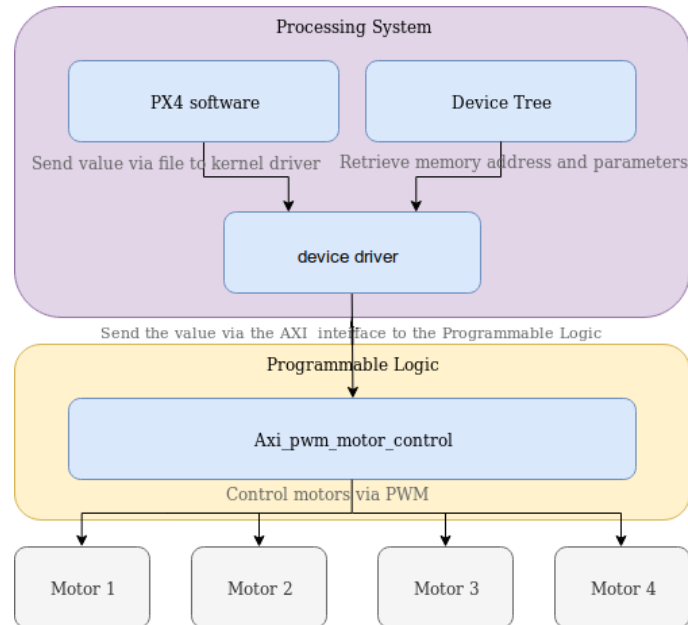 Processing System
PX4 software
Device Tree
Send value via file to kernel driver
Retrieve memory address and parameters
device driver
Send the value via the AXI interface to the Programmable Logic
Programmable Logic
Axi_pwm_motor_control
Control motors via PWM
Motor 1
Motor 2
Motor 3
Motor 4